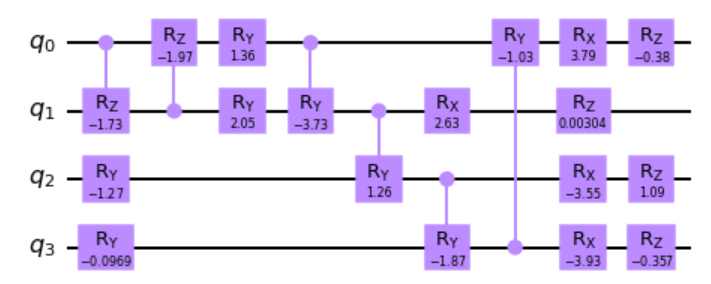 q0 RZ −1.97 RY 1.36 RY −1.03 RX 3.79 RZ −0.38
q1 RZ −1.73 RY 2.05 RY −3.73 RX 2.63 RZ 0.00304
q2 RY −1.27 RY 1.26 RX −3.55 RZ 1.09
q3 RY −0.0969 RY −1.87 RX −3.93 RZ −0.357